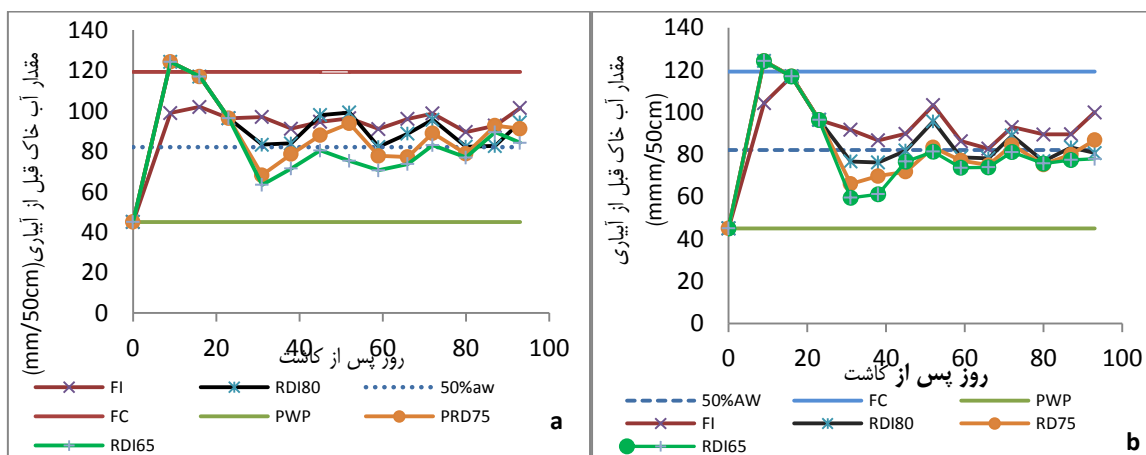 مقدار آب خاک قبل از آبیاری(mm/50cm)
140
120
100
80
60
40
20
0
0 20 40 60 80 100
روز پس از کاشت
FI RDI80 50%aw
FC PWP PRD75
RDI65
a
مقدار آب خاک قبل از آبیاری
(mmm/50cm)
140
120
100
80
60
40
20
0
0 20 40 60 80 100
روز پس از کاشت
50%AW FC PWP
FI RDI80 RD75
RDI65
b